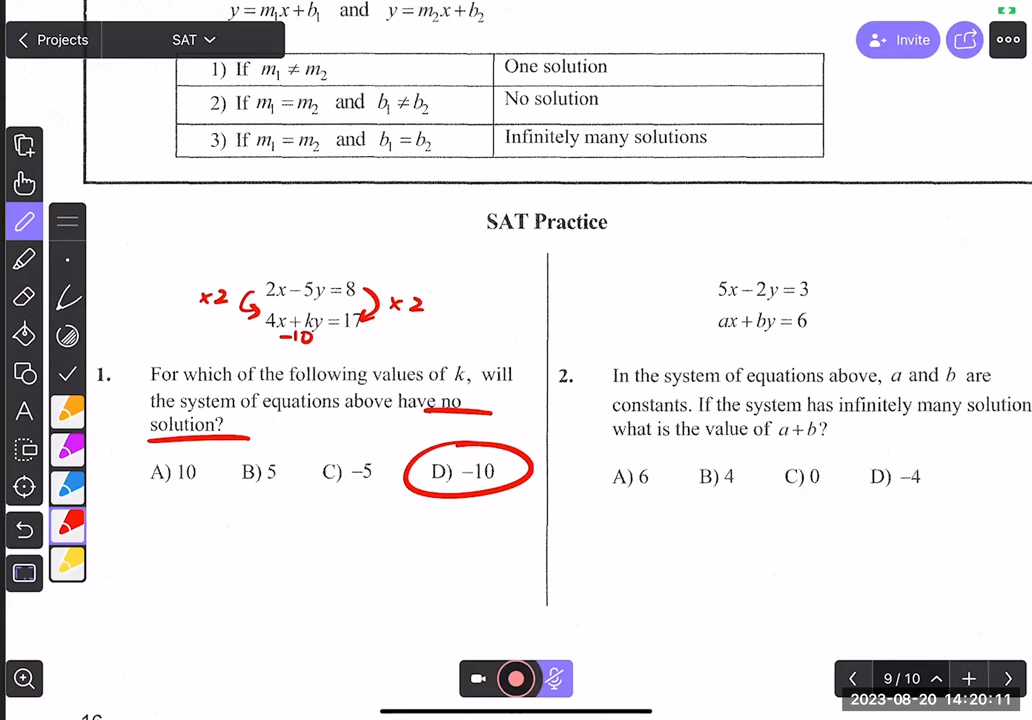 y = m₁x + b₁ and y = m₂x + b₂
Projects
SAT
Invite
1) If m₁ ≠ m₂ One solution
2) If m₁ = m₂ and b₁ ≠ b₂ No solution
3) If m₁ = m₂ and b₁ = b₂ Infinitely many solutions
SAT Practice
×2 2x − 5y = 8 ×2
4x + ky = 17
−10
1. For which of the following values of k, will
the system of equations above have no
solution?
A) 10 B) 5 C) −5 D) −10
5x − 2y = 3
ax + by = 6
2. In the system of equations above, a and b are
constants. If the system has infinitely many solution
what is the value of a + b?
A) 6 B) 4 C) 0 D) −4
A
9 / 10
2023-08-20 14:20:11